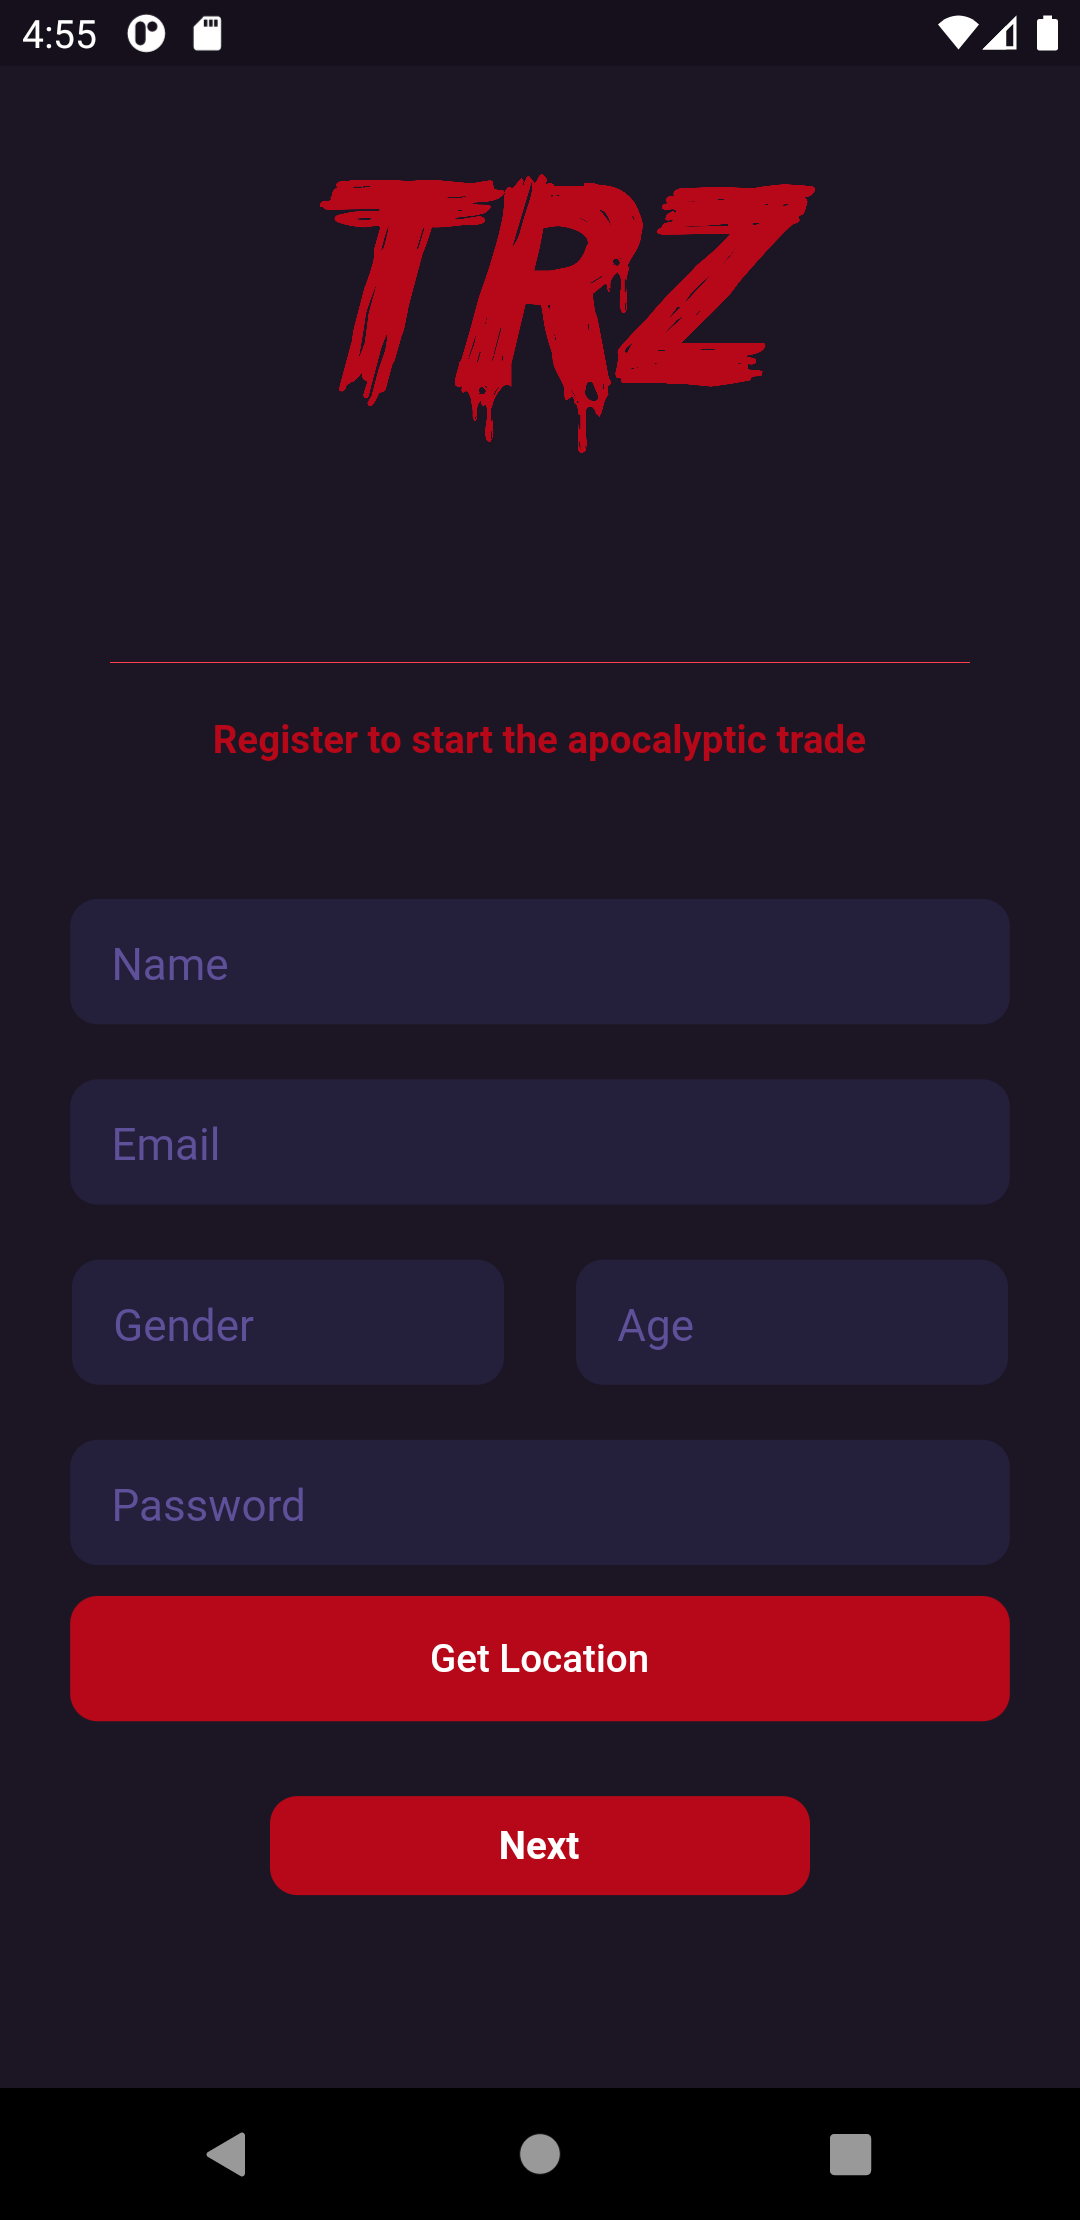 4:55
TRZ
Register to start the apocalyptic trade
Name
Email
Gender Age
Password
Get Location
Next